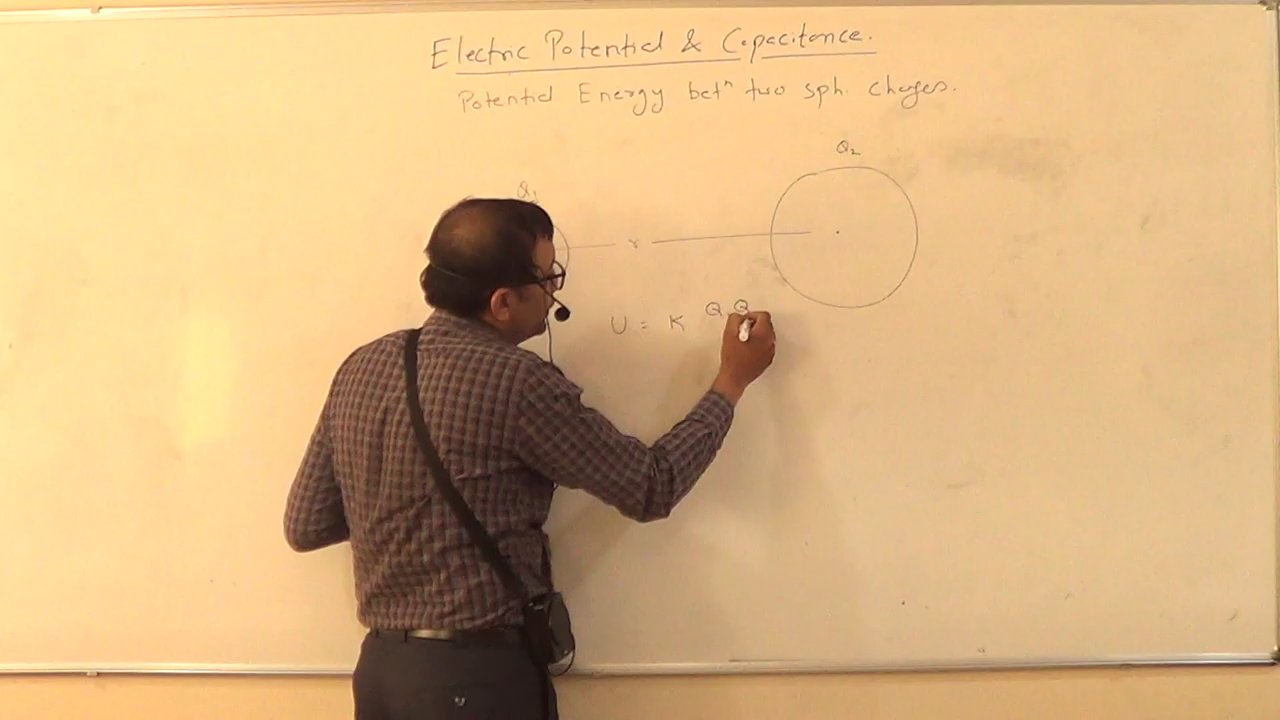 Electric Potential & Capacitance.
Potential Energy betⁿ two sph. charges.
Q₂
Q₁
r
U = K Q Q